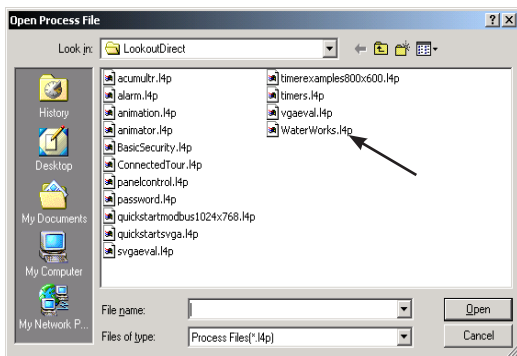 Open Process File
Look in: LookoutDirect
History
Desktop
My Documents
My Computer
My Network P...
acumultr.l4p
alarm.l4p
animation.l4p
animator.l4p
BasicSecurity.l4p
ConnectedTour.l4p
panelcontrol.l4p
password.l4p
quickstartmodbus1024x768.l4p
quickstartsvga.l4p
svgaeval.l4p
timerexamples800x600.l4p
timers.l4p
vgaeval.l4p
WaterWorks.l4p
File name:
Open
Files of type: Process Files(*.l4p)
Cancel